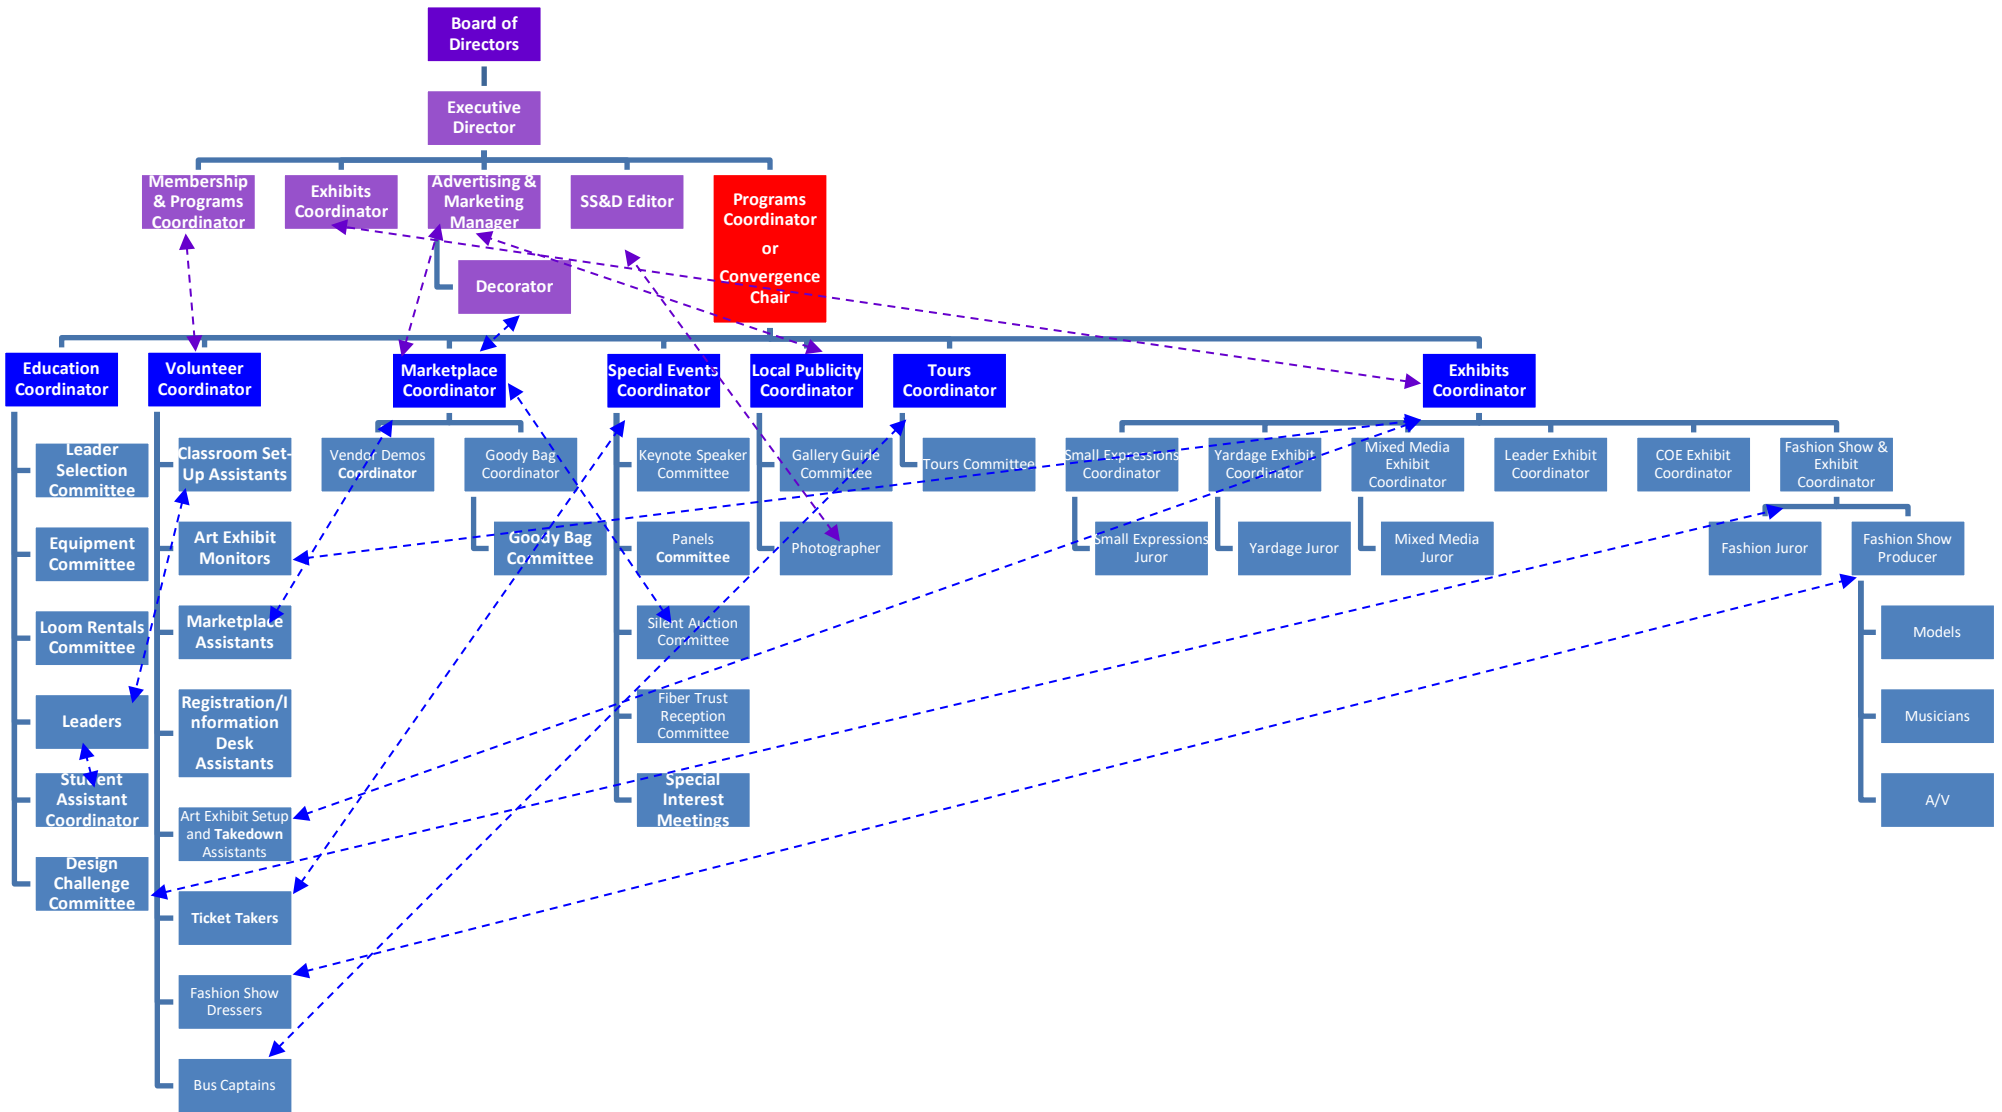 Board of
Directors
Executive
Director
Membership
& Programs
Coordinator
Exhibits
Coordinator
Advertising &
Marketing
Manager
SS&D Editor
Programs
Coordinator
or
Convergence
Chair
Decorator
Education
Coordinator
Volunteer
Coordinator
Marketplace
Coordinator
Special Events
Coordinator
Local Publicity
Coordinator
Tours
Coordinator
Exhibits
Coordinator
Leader
Selection
Committee
Equipment
Committee
Loom Rentals
Committee
Leaders
Student
Assistant
Coordinator
Design
Challenge
Committee
Classroom Set-
Up Assistants
Art Exhibit
Monitors
Marketplace
Assistants
Registration/I
nformation
Desk
Assistants
Art Exhibit Setup
and Takedown
Assistants
Ticket Takers
Fashion Show
Dressers
Bus Captains
Vendor Demos
Coordinator
Goody Bag
Coordinator
Goody Bag
Committee
Keynote Speaker
Committee
Panels
Committee
Silent Auction
Committee
Fiber Trust
Reception
Committee
Special
Interest
Meetings
Gallery Guide
Committee
Photographer
Tours Committee
Small Expressions
Coordinator
Small Expressions
Juror
Yardage Exhibit
Coordinator
Yardage Juror
Mixed Media
Exhibit
Coordinator
Mixed Media
Juror
Leader Exhibit
Coordinator
COE Exhibit
Coordinator
Fashion Show &
Exhibit
Coordinator
Fashion Juror
Fashion Show
Producer
Models
Musicians
A/V